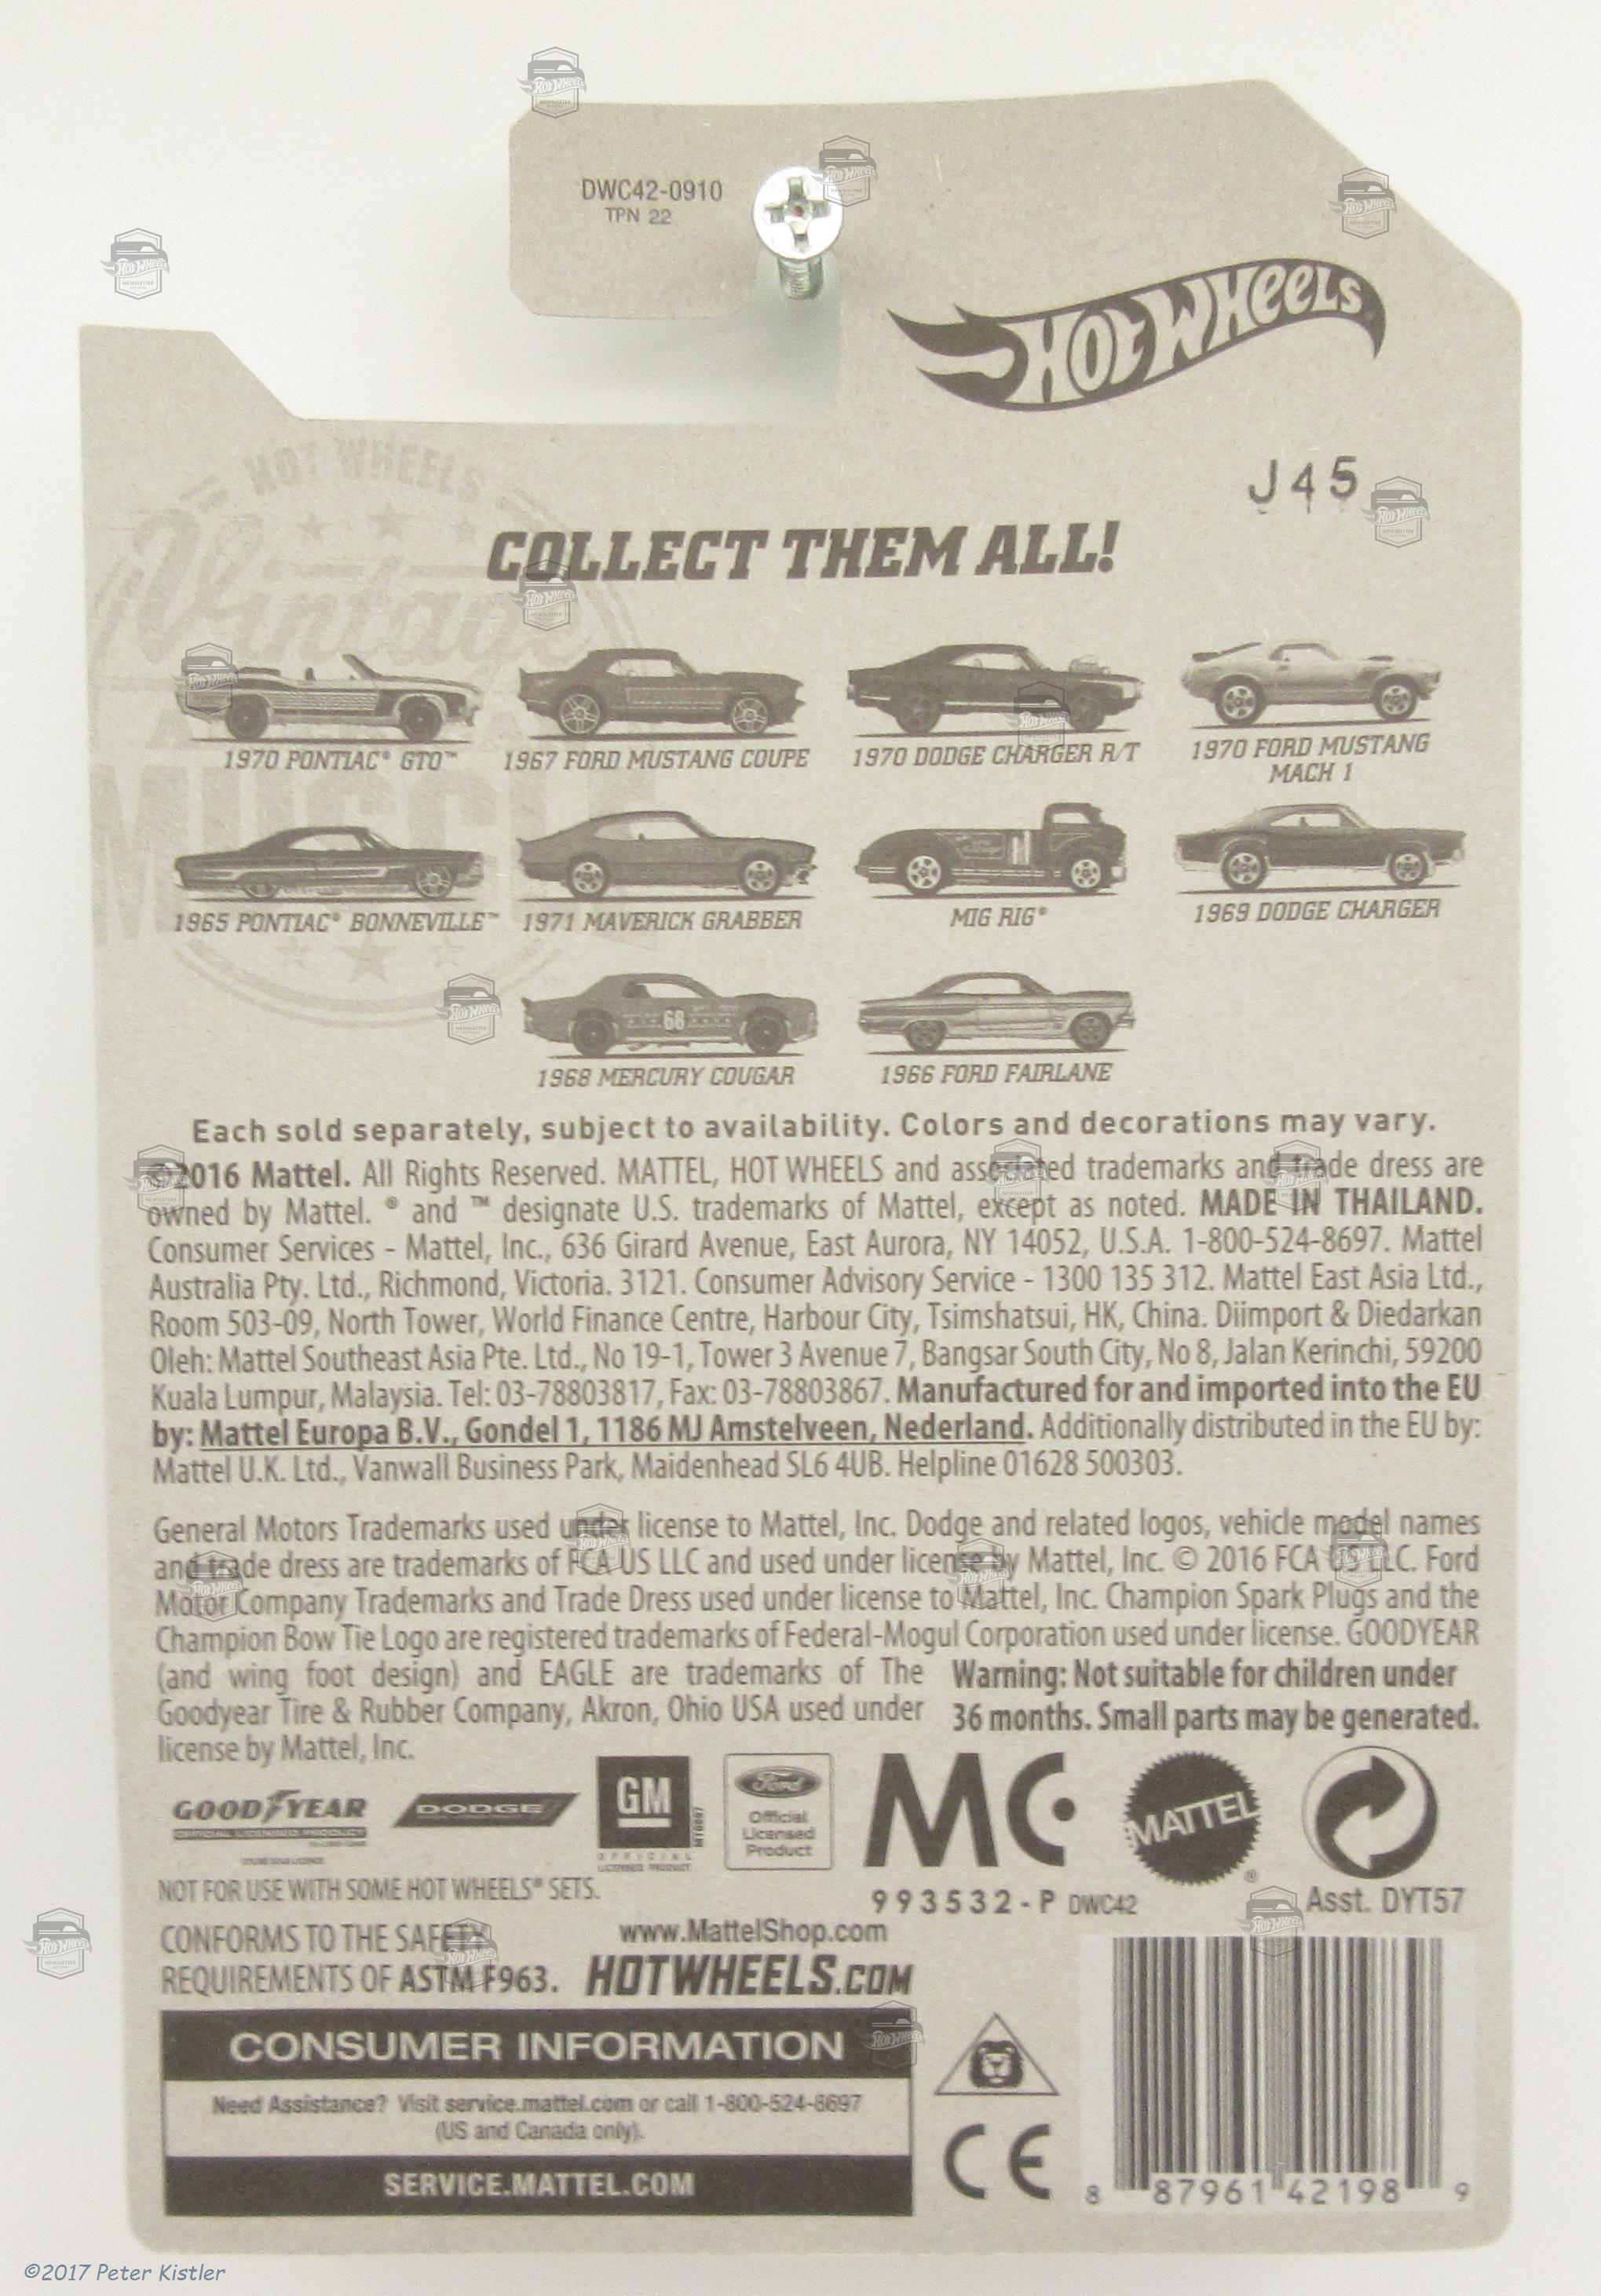 DWC42-0910
TPN 22
HOT WHEELS
J45
HOT WHEELS
Vintage
COLLECT THEM ALL!
1970 PONTIAC® GTO™
1967 FORD MUSTANG COUPE
1970 DODGE CHARGER R/T
1970 FORD MUSTANG
MACH 1
1965 PONTIAC® BONNEVILLE™
1971 MAVERICK GRABBER
MIG RIG®
1969 DODGE CHARGER
68
1968 MERCURY COUGAR
1966 FORD FAIRLANE
Each sold separately, subject to availability. Colors and decorations may vary.
©2016 Mattel. All Rights Reserved. MATTEL, HOT WHEELS and associated trademarks and trade dress are
owned by Mattel. ® and ™ designate U.S. trademarks of Mattel, except as noted. MADE IN THAILAND.
Consumer Services - Mattel, Inc., 636 Girard Avenue, East Aurora, NY 14052, U.S.A. 1-800-524-8697. Mattel
Australia Pty. Ltd., Richmond, Victoria. 3121. Consumer Advisory Service - 1300 135 312. Mattel East Asia Ltd.,
Room 503-09, North Tower, World Finance Centre, Harbour City, Tsimshatsui, HK, China. Diimport & Diedarkan
Oleh: Mattel Southeast Asia Pte. Ltd., No 19-1, Tower 3 Avenue 7, Bangsar South City, No 8, Jalan Kerinchi, 59200
Kuala Lumpur, Malaysia. Tel: 03-78803817, Fax: 03-78803867. Manufactured for and imported into the EU
by: Mattel Europa B.V., Gondel 1, 1186 MJ Amstelveen, Nederland. Additionally distributed in the EU by:
Mattel U.K. Ltd., Vanwall Business Park, Maidenhead SL6 4UB. Helpline 01628 500303.
General Motors Trademarks used under license to Mattel, Inc. Dodge and related logos, vehicle model names
and trade dress are trademarks of FCA US LLC and used under license by Mattel, Inc. © 2016 FCA US LLC. Ford
Motor Company Trademarks and Trade Dress used under license to Mattel, Inc. Champion Spark Plugs and the
Champion Bow Tie Logo are registered trademarks of Federal-Mogul Corporation used under license. GOODYEAR
(and wing foot design) and EAGLE are trademarks of The
Goodyear Tire & Rubber Company, Akron, Ohio USA used under
license by Mattel, Inc.
Warning: Not suitable for children under
36 months. Small parts may be generated.
GOODYEAR
OFFICIAL LICENSED PRODUCT
DODGE
GM
OFFICIAL
LICENSED PRODUCT
Ford
Official
Licensed
Product
MC
MATTEL
NOT FOR USE WITH SOME HOT WHEELS® SETS.
993532-P DWC42
Asst. DYT57
CONFORMS TO THE SAFETY
REQUIREMENTS OF ASTM F963.
www.MattelShop.com
HOTWHEELS.COM
CONSUMER INFORMATION
Need Assistance? Visit service.mattel.com or call 1-800-524-8697
(US and Canada only).
SERVICE.MATTEL.COM
CE
8 87961 42198 9
©2017 Peter Kistler